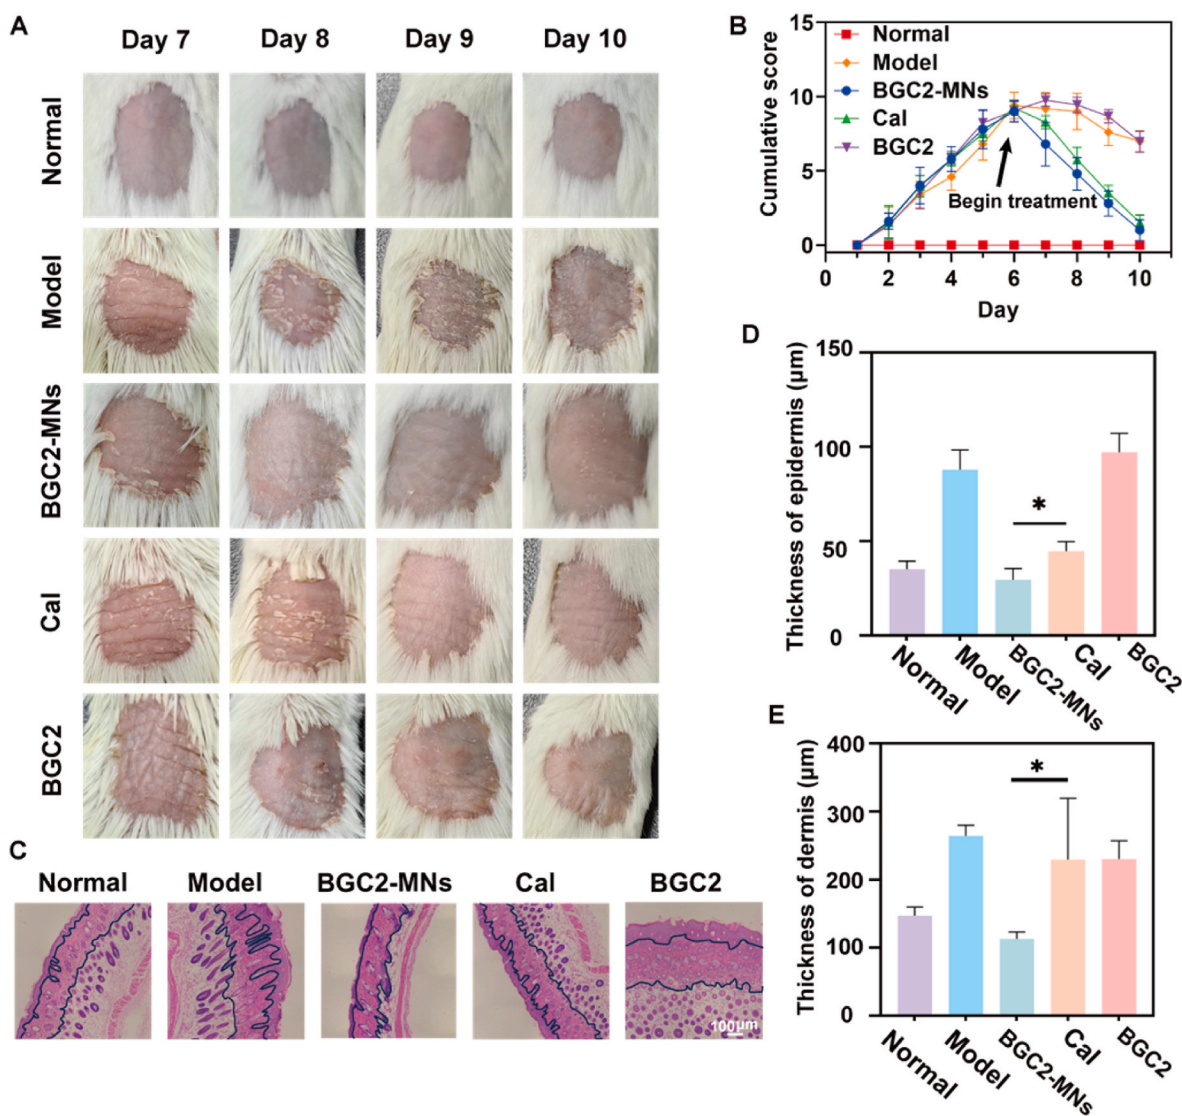 A
Day 7 Day 8 Day 9 Day 10
Normal
Model
BGC2-MNs
Cal
BGC2
B
Cumulative score
15
10
5
0
Normal
Model
BGC2-MNs
Cal
BGC2
Begin treatment
0 2 4 6 8 10
Day
C
Normal Model BGC2-MNs Cal BGC2
100μm
D
Thickness of epidermis (μm)
150
100
50
0
*
Normal Model BGC2-MNs Cal BGC2
E
Thickness of dermis (μm)
400
300
200
100
0
*
Normal Model BGC2-MNs Cal BGC2